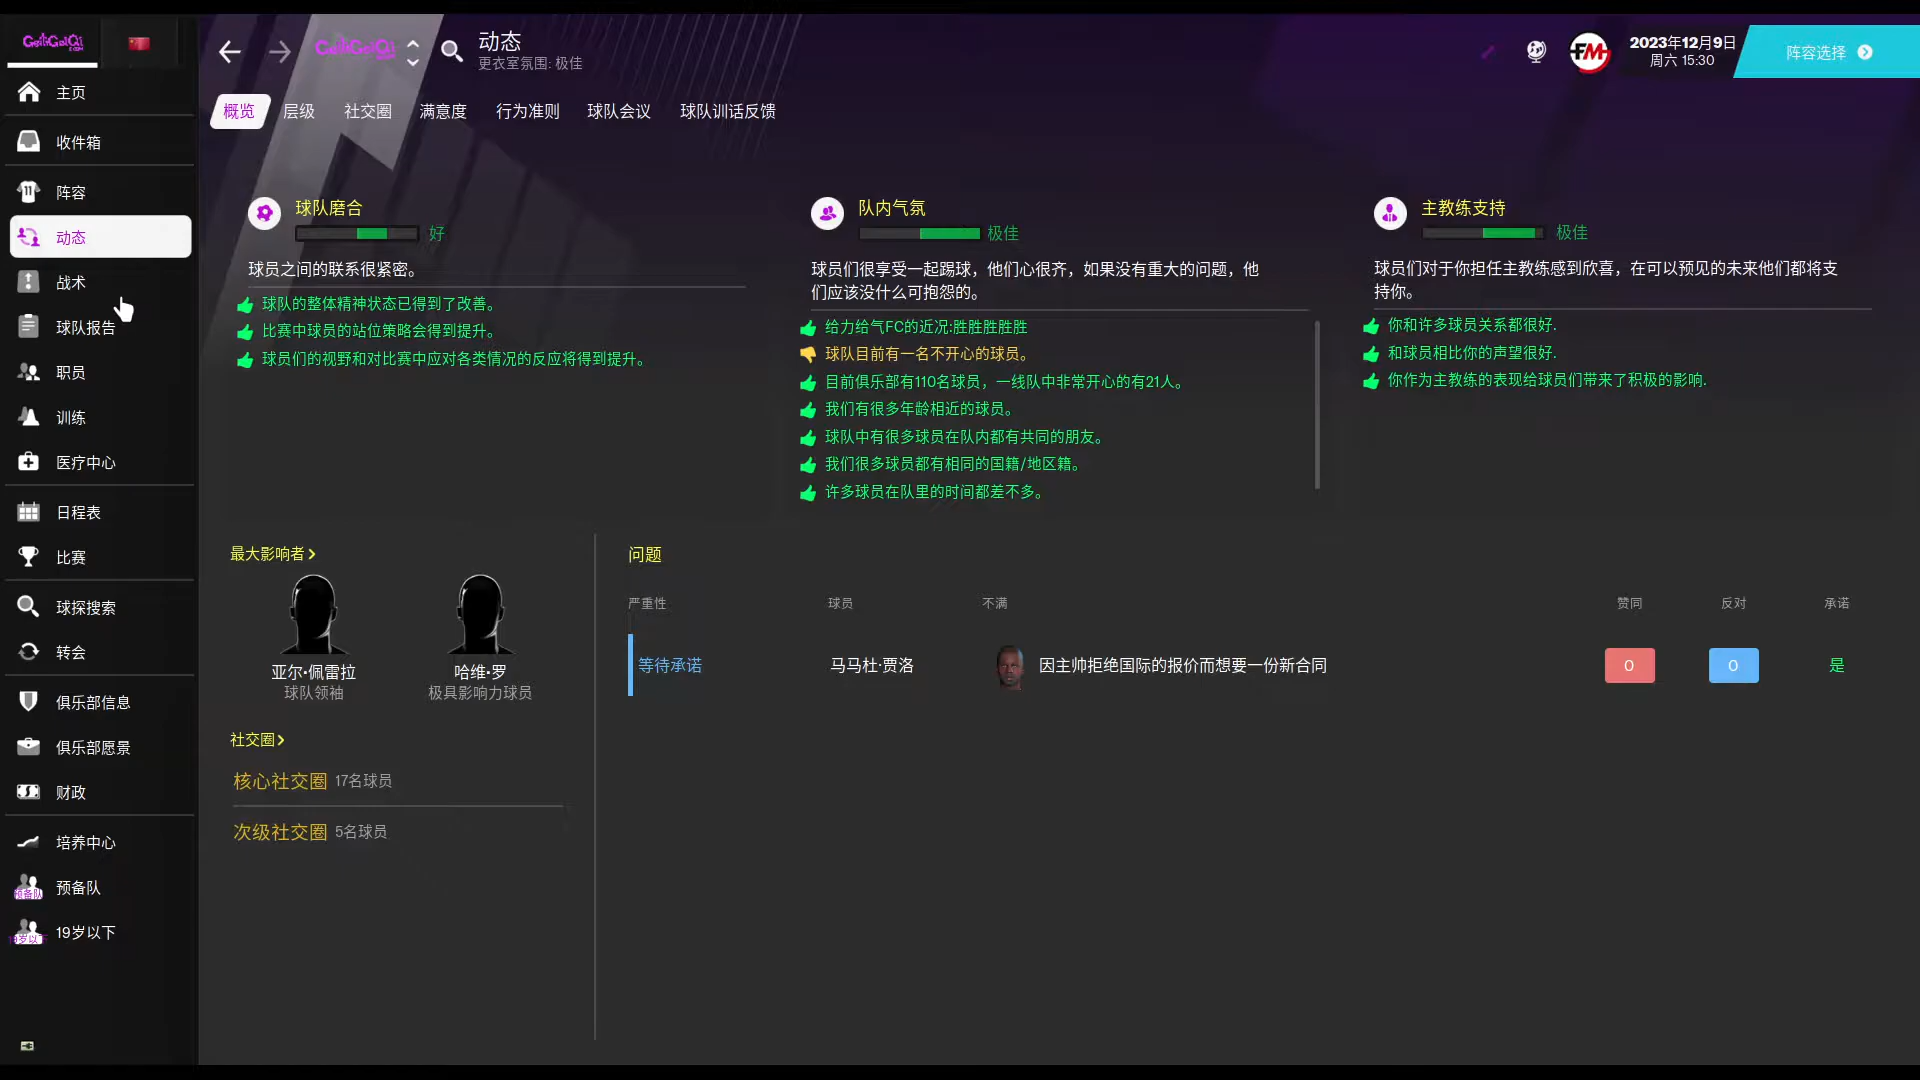 GeiliGeiQi
.COM
主页
收件箱
11
阵容
动态
战术
球队报告
职员
训练
医疗中心
日程表
比赛
球探搜索
转会
俱乐部信息
俱乐部愿景
财政
培养中心
预备队
预备队
19岁以下
19岁以下
GeiliGeiQi
动态
更衣室氛围: 极佳
FM
2023年12月9日
周六 15:30
阵容选择
概览
层级
社交圈
满意度
行为准则
球队会议
球队训话反馈
球队磨合
好
球员之间的联系很紧密。
球队的整体精神状态已得到了改善。
比赛中球员的站位策略会得到提升。
球员们的视野和对比赛中应对各类情况的反应将得到提升。
队内气氛
极佳
球员们很享受一起踢球，他们心很齐，如果没有重大的问题，他
们应该没什么可抱怨的。
给力给气FC的近况:胜胜胜胜胜
球队目前有一名不开心的球员。
目前俱乐部有110名球员，一线队中非常开心的有21人。
我们有很多年龄相近的球员。
球队中有很多球员在队内都有共同的朋友。
我们很多球员都有相同的国籍/地区籍。
许多球员在队里的时间都差不多。
主教练支持
极佳
球员们对于你担任主教练感到欣喜，在可以预见的未来他们都将支
持你。
你和许多球员关系都很好.
和球员相比你的声望很好.
你作为主教练的表现给球员们带来了积极的影响.
最大影响者
亚尔·佩雷拉
球队领袖
哈维·罗
极具影响力球员
社交圈
核心社交圈 17名球员
次级社交圈 5名球员
问题
严重性 球员 不满 赞同 反对 承诺
等待承诺 马马杜·贾洛 因主帅拒绝国际的报价而想要一份新合同 0 0 是